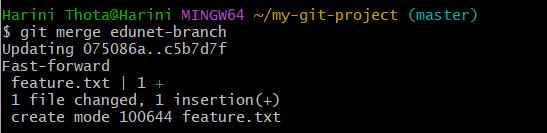 Harini Thota@Harini MINGW64 ~/my-git-project (master)
$ git merge edunet-branch
Updating 075086a..c5b7d7f
Fast-forward
 feature.txt | 1 +
 1 file changed, 1 insertion(+)
 create mode 100644 feature.txt